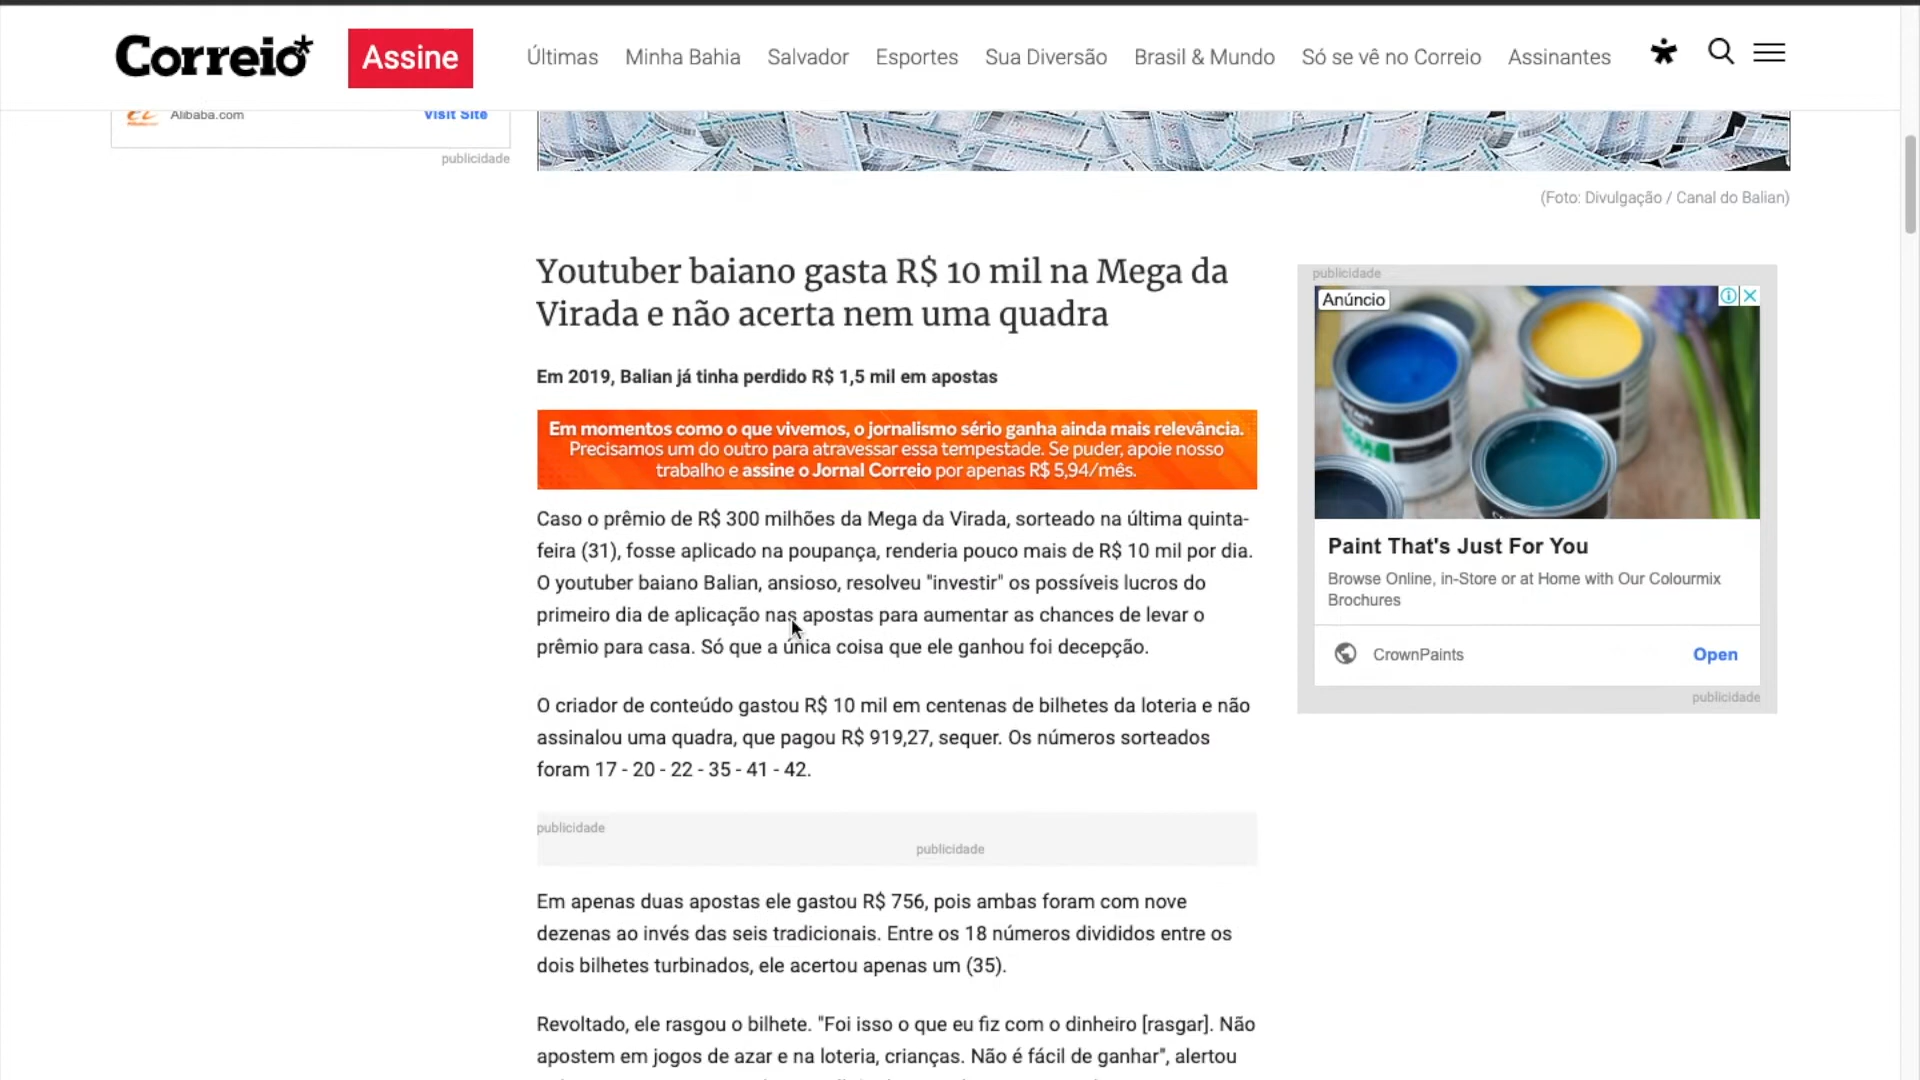 Correio*
Assine
Últimas
Minha Bahia
Salvador
Esportes
Sua Diversão
Brasil & Mundo
Só se vê no Correio
Assinantes
Alibaba.com
Visit Site
publicidade
(Foto: Divulgação / Canal do Balian)
Youtuber baiano gasta R$ 10 mil na Mega da
Virada e não acerta nem uma quadra
Em 2019, Balian já tinha perdido R$ 1,5 mil em apostas
Em momentos como o que vivemos, o jornalismo sério ganha ainda mais relevância.
Precisamos um do outro para atravessar essa tempestade. Se puder, apoie nosso
trabalho e assine o Jornal Correio por apenas R$ 5,94/mês.
Caso o prêmio de R$ 300 milhões da Mega da Virada, sorteado na última quinta-
feira (31), fosse aplicado na poupança, renderia pouco mais de R$ 10 mil por dia.
O youtuber baiano Balian, ansioso, resolveu "investir" os possíveis lucros do
primeiro dia de aplicação nas apostas para aumentar as chances de levar o
prêmio para casa. Só que a única coisa que ele ganhou foi decepção.
O criador de conteúdo gastou R$ 10 mil em centenas de bilhetes da loteria e não
assinalou uma quadra, que pagou R$ 919,27, sequer. Os números sorteados
foram 17 - 20 - 22 - 35 - 41 - 42.
publicidade
publicidade
Em apenas duas apostas ele gastou R$ 756, pois ambas foram com nove
dezenas ao invés das seis tradicionais. Entre os 18 números divididos entre os
dois bilhetes turbinados, ele acertou apenas um (35).
Revoltado, ele rasgou o bilhete. "Foi isso o que eu fiz com o dinheiro [rasgar]. Não
apostem em jogos de azar e na loteria, crianças. Não é fácil de ganhar", alertou
publicidade
Anúncio
Paint That's Just For You
Browse Online, in-Store or at Home with Our Colourmix
Brochures
CrownPaints
Open
publicidade